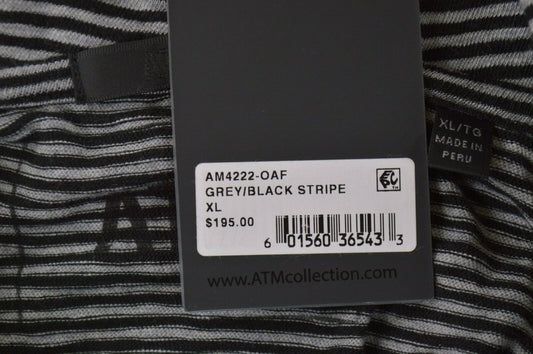 AM4222-OAF
GREY/BLACK STRIPE
XL
$195.00
6 01560 36543 3
www.ATMcollection.com
XL/TG
MADE IN
PERU